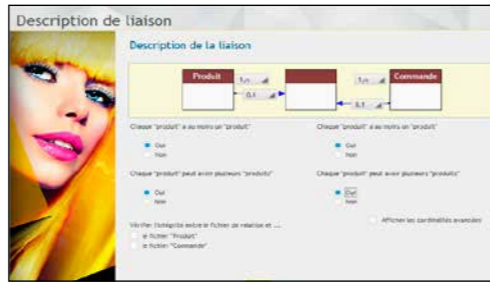 Description de liaison
Description de la liaison
Produit
Commande
1,n
1,n
0,1
0,1
Chaque "produit" a au moins un "produit"
Chaque "produit" a au moins un "produit"
Oui
Non
Oui
Non
Chaque "produit" peut avoir plusieurs "produits"
Chaque "produit" peut avoir plusieurs "produits"
Oui
Non
Oui
Non
Afficher les cardinalités avancées
Vérifier l'intégrité entre le fichier de relation et ...
le fichier "Produit"
le fichier "Commande"